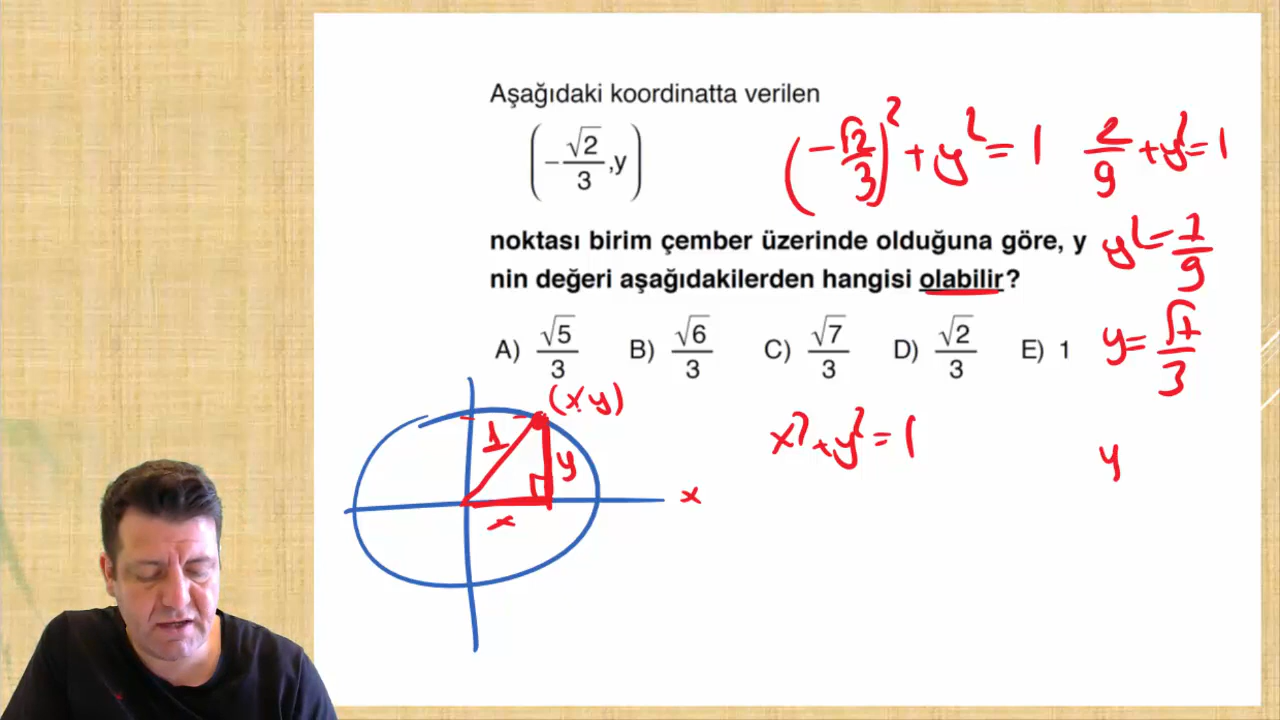 Aşağıdaki koordinatta verilen
(-√2/3, y)
noktası birim çember üzerinde olduğuna göre, y
nin değeri aşağıdakilerden hangisi olabilir?
A) √5/3 B) √6/3 C) √7/3 D) √2/3 E) 1
(-√2/3)² + y² = 1
2/9 + y² = 1
y² = 7/9
y = √7/3
y
x² + y² = 1
(x,y)
1
y
x
x